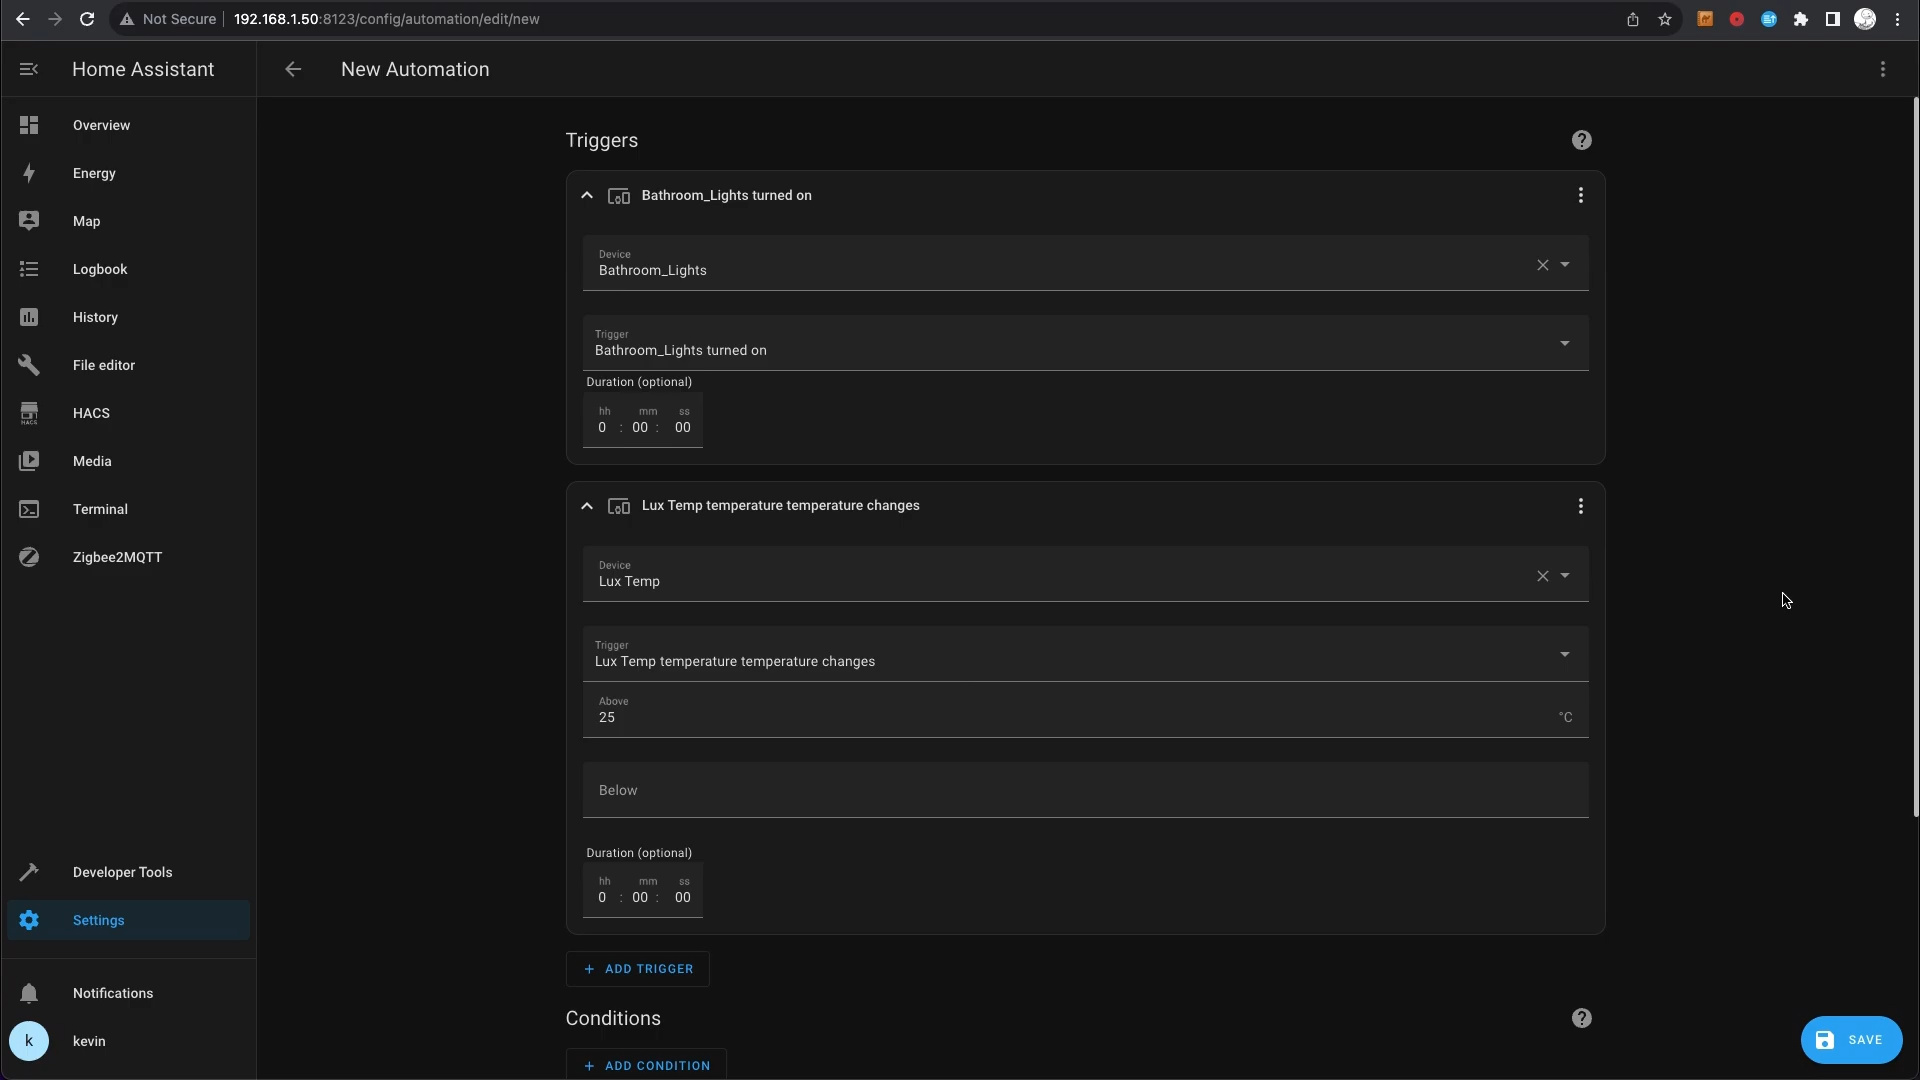 Not Secure 192.168.1.50:8123/config/automation/edit/new
Home Assistant
New Automation
Overview
Energy
Map
Logbook
History
File editor
HACS
HACS
Media
Terminal
Zigbee2MQTT
Developer Tools
Settings
Notifications
k
kevin
Triggers
Bathroom_Lights turned on
Device
Bathroom_Lights
Trigger
Bathroom_Lights turned on
Duration (optional)
hh mm ss
0 : 00 : 00
Lux Temp temperature temperature changes
Device
Lux Temp
Trigger
Lux Temp temperature temperature changes
Above
25 °C
Below
Duration (optional)
hh mm ss
0 : 00 : 00
+ ADD TRIGGER
Conditions
+ ADD CONDITION
SAVE